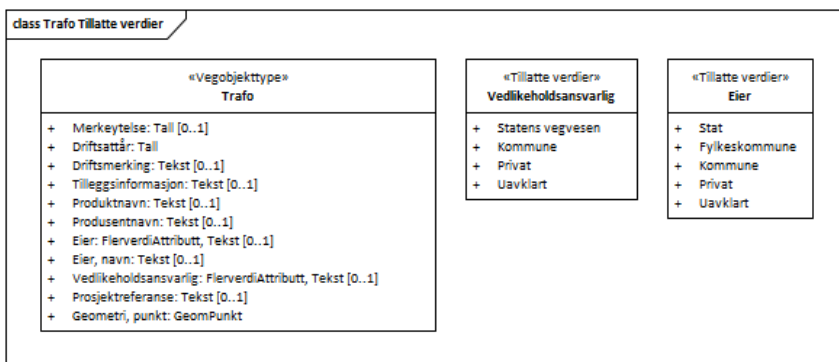 class Trafo Tillatte verdier
«Vegobjekttype»
Trafo
+ Merkeytelse: Tall [0..1]
+ Driftsattår: Tall
+ Driftsmerking: Tekst [0..1]
+ Tilleggsinformasjon: Tekst [0..1]
+ Produktnavn: Tekst [0..1]
+ Produsentnavn: Tekst [0..1]
+ Eier: FlerverdiAttributt, Tekst [0..1]
+ Eier, navn: Tekst [0..1]
+ Vedlikeholdsansvarlig: FlerverdiAttributt, Tekst [0..1]
+ Prosjektreferanse: Tekst [0..1]
+ Geometri, punkt: GeomPunkt
«Tillatte verdier»
Vedlikeholdsansvarlig
+ Statens vegvesen
+ Kommune
+ Privat
+ Uavklart
«Tillatte verdier»
Eier
+ Stat
+ Fylkeskommune
+ Kommune
+ Privat
+ Uavklart